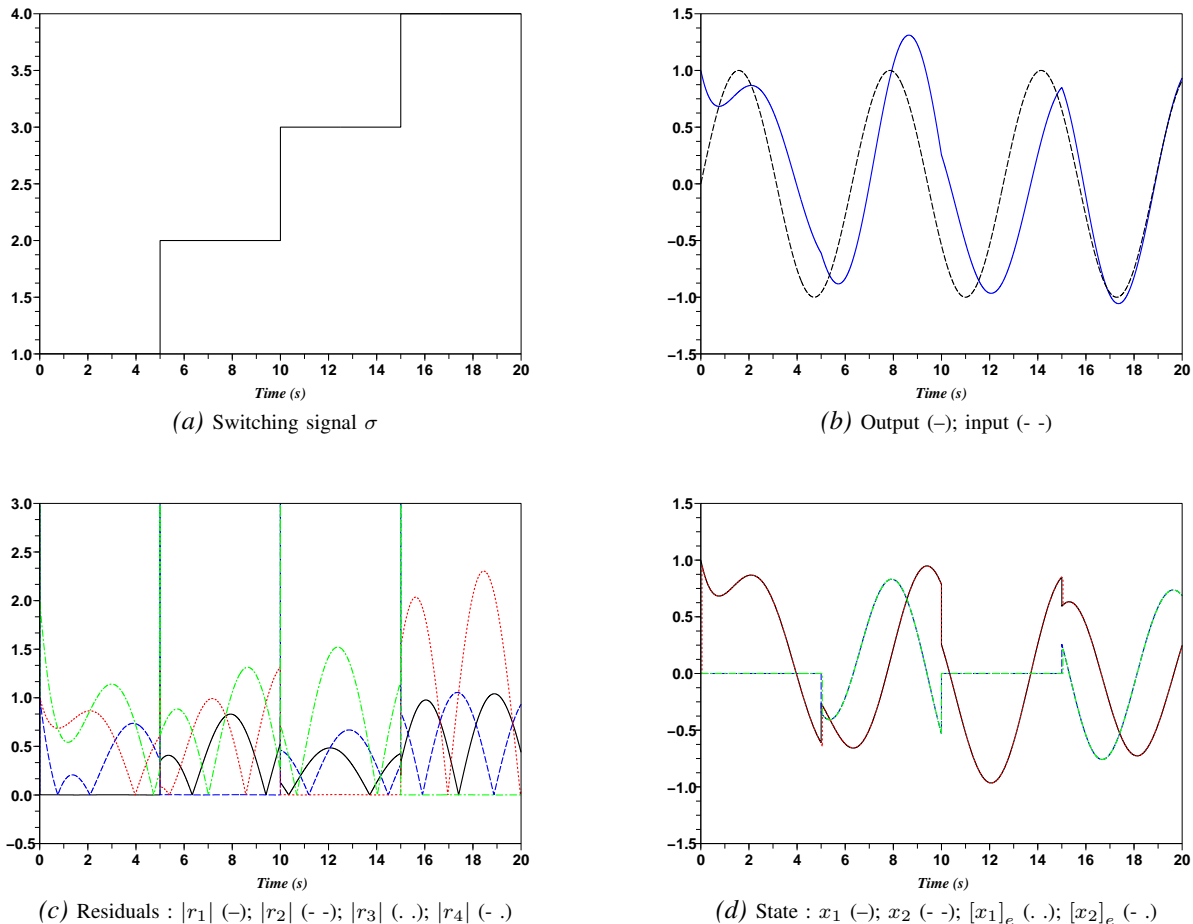 4.0
3.5
3.0
2.5
2.0
1.5
1.0
0 2 4 6 8 10 12 14 16 18 20
Time (s)
(a) Switching signal σ
1.5
1.0
0.5
0.0
−0.5
−1.0
−1.5
0 2 4 6 8 10 12 14 16 18 20
Time (s)
(b) Output (–); input (- -)
3.0
2.5
2.0
1.5
1.0
0.5
0.0
−0.5
0 2 4 6 8 10 12 14 16 18 20
Time (s)
(c) Residuals : |r₁| (–); |r₂| (- -); |r₃| (. .); |r₄| (- .)
1.5
1.0
0.5
0.0
−0.5
−1.0
−1.5
0 2 4 6 8 10 12 14 16 18 20
Time (s)
(d) State : x₁ (–); x₂ (- -); [x₁]ₑ (. .); [x₂]ₑ (- .)